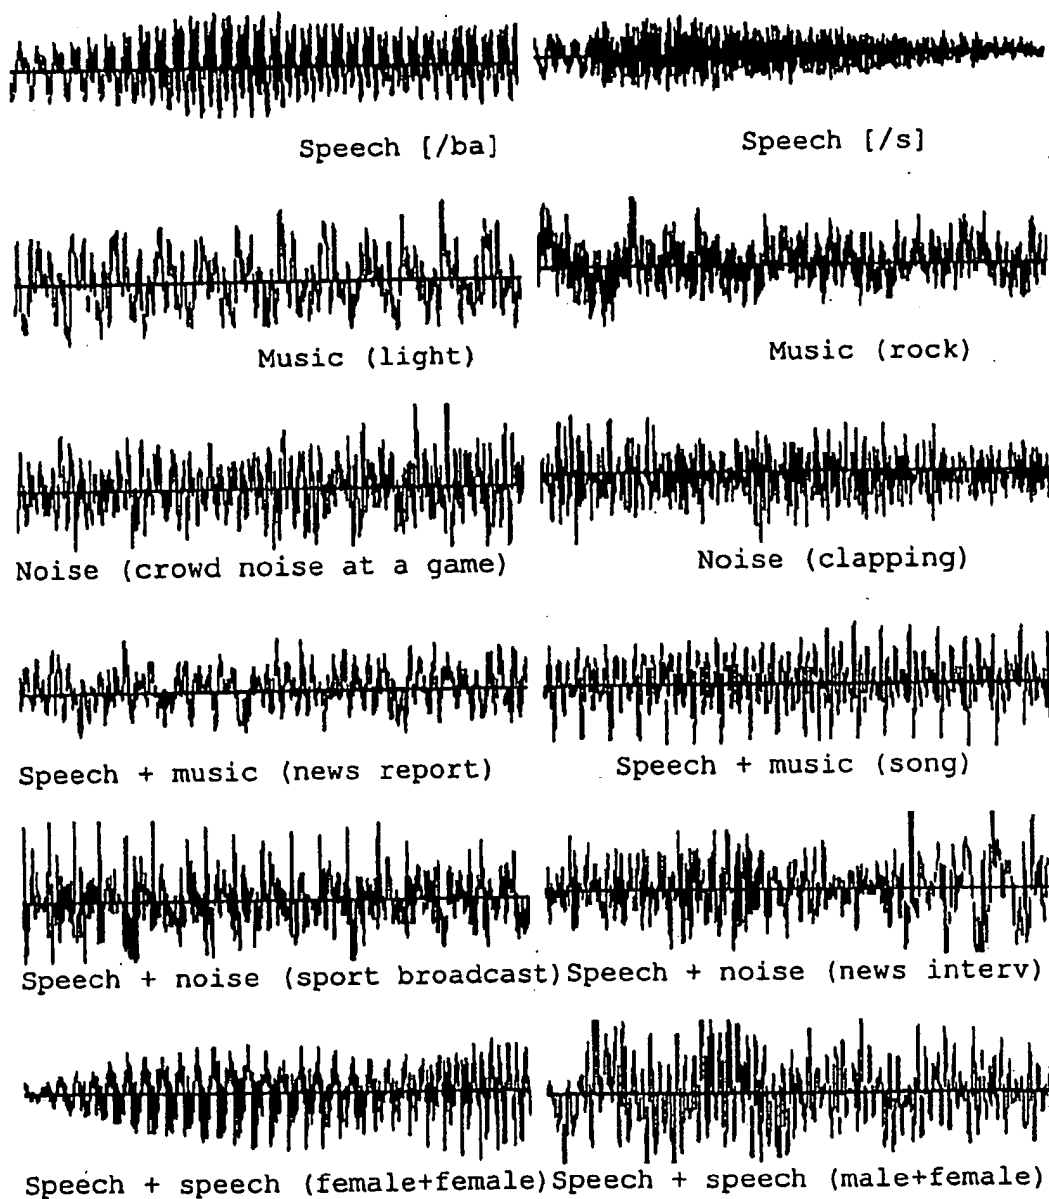 Speech [/ba]
Speech [/s]
Music (light)
Music (rock)
Noise (crowd noise at a game)
Noise (clapping)
Speech + music (news report)
Speech + music (song)
Speech + noise (sport broadcast)
Speech + noise (news interv)
Speech + speech (female+female)
Speech + speech (male+female)